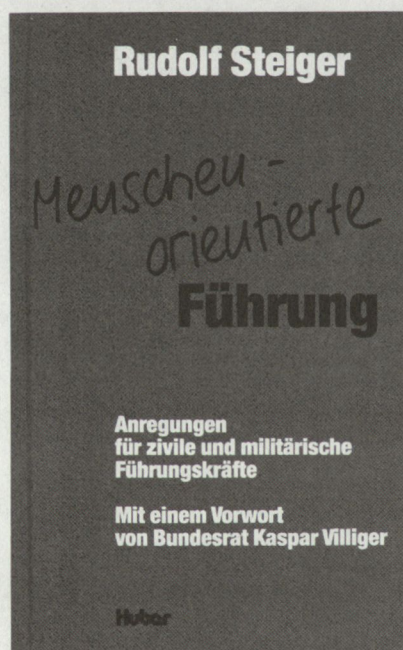 Rudolf Steiger
Menschen-
orientierte
Führung
Anregungen
für zivile und militärische
Führungskräfte
Mit einem Vorwort
von Bundesrat Kaspar Villiger
Huber